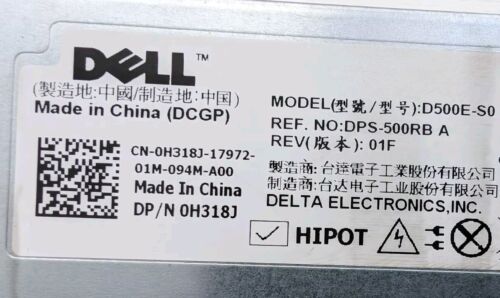 DELL™
(製造地:中國/制造地:中国)
Made in China (DCGP)
CN-0H318J-17972-
01M-094M-A00
Made In China
DP/N 0H318J
MODEL(型號/型号):D500E-S0
REF. NO:DPS-500RB A
REV(版本): 01F
製造商: 台達電子工業股份有限公司
制造商: 台达电子工业股份有限公司
DELTA ELECTRONICS,INC.
HIPOT